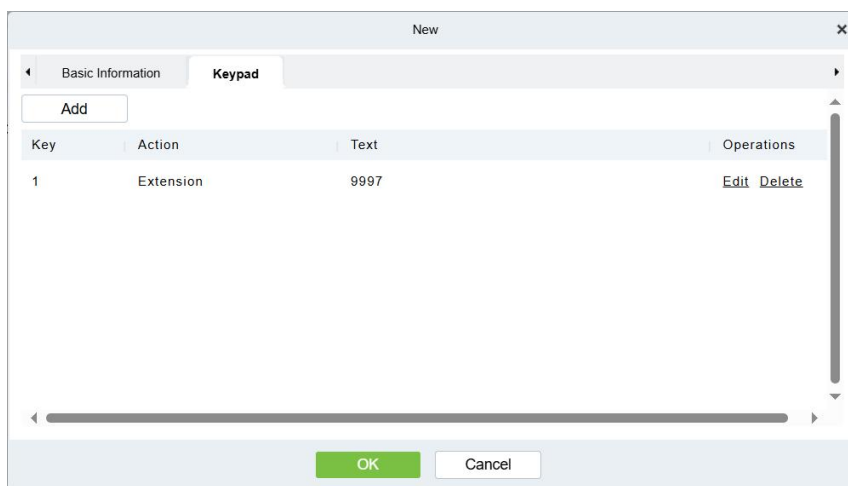 New
Basic Information Keypad
Add
Key Action Text Operations
1 Extension 9997 Edit Delete
OK Cancel